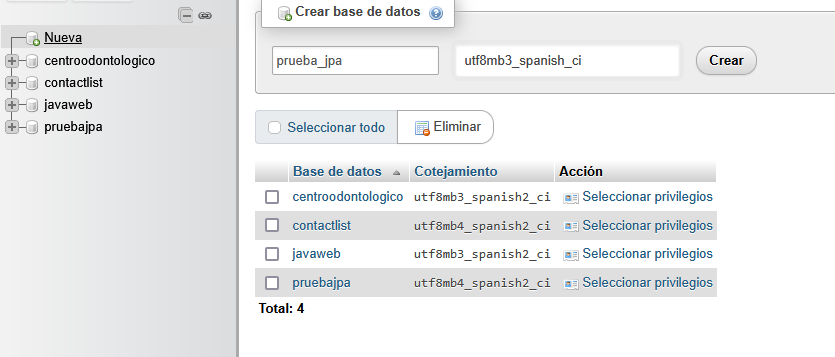 Nueva
centroodontologico
contactlist
javaweb
pruebajpa
Crear base de datos
prueba_jpa utf8mb3_spanish_ci Crear
Seleccionar todo Eliminar
Base de datos Cotejamiento Acción
centroodontologico utf8mb3_spanish2_ci Seleccionar privilegios
contactlist utf8mb4_spanish2_ci Seleccionar privilegios
javaweb utf8mb3_spanish2_ci Seleccionar privilegios
pruebajpa utf8mb4_spanish2_ci Seleccionar privilegios
Total: 4